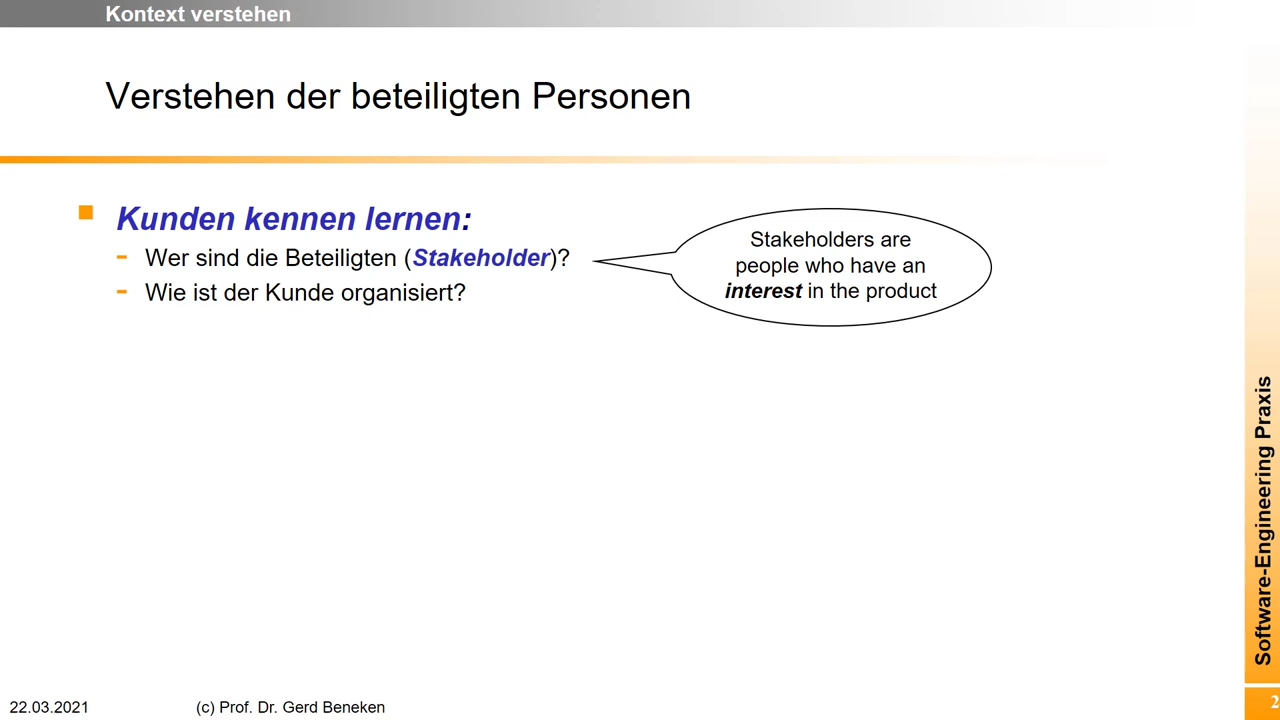 Kontext verstehen
Verstehen der beteiligten Personen
Kunden kennen lernen:
- Wer sind die Beteiligten (Stakeholder)?
- Wie ist der Kunde organisiert?
Stakeholders are
people who have an
interest in the product
Software-Engineering Praxis
22.03.2021
(c) Prof. Dr. Gerd Beneken
2